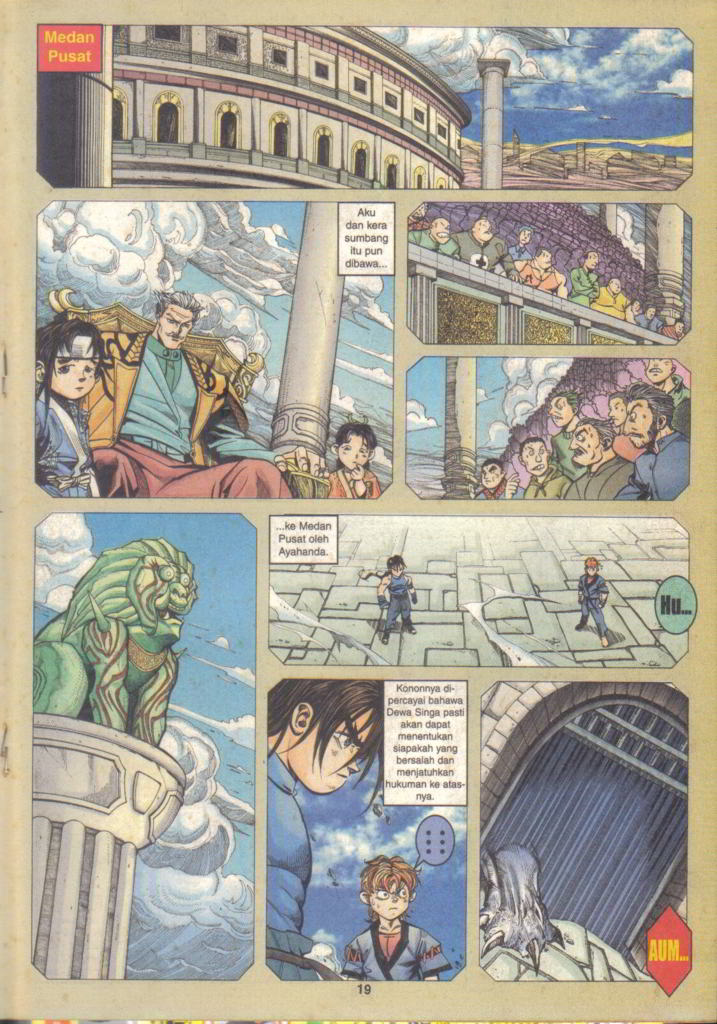 Medan
Pusat
Aku
dan kera
sumbang
itu pun
dibawa...
...ke Medan
Pusat oleh
Ayahanda.
Hu...
Kononnya di-
percayai bahawa
Dewa Singa pasti
akan dapat
menentukan
siapakah yang
bersalah dan
menjatuhkan
hukuman ke atas-
nya.
AUM...
19